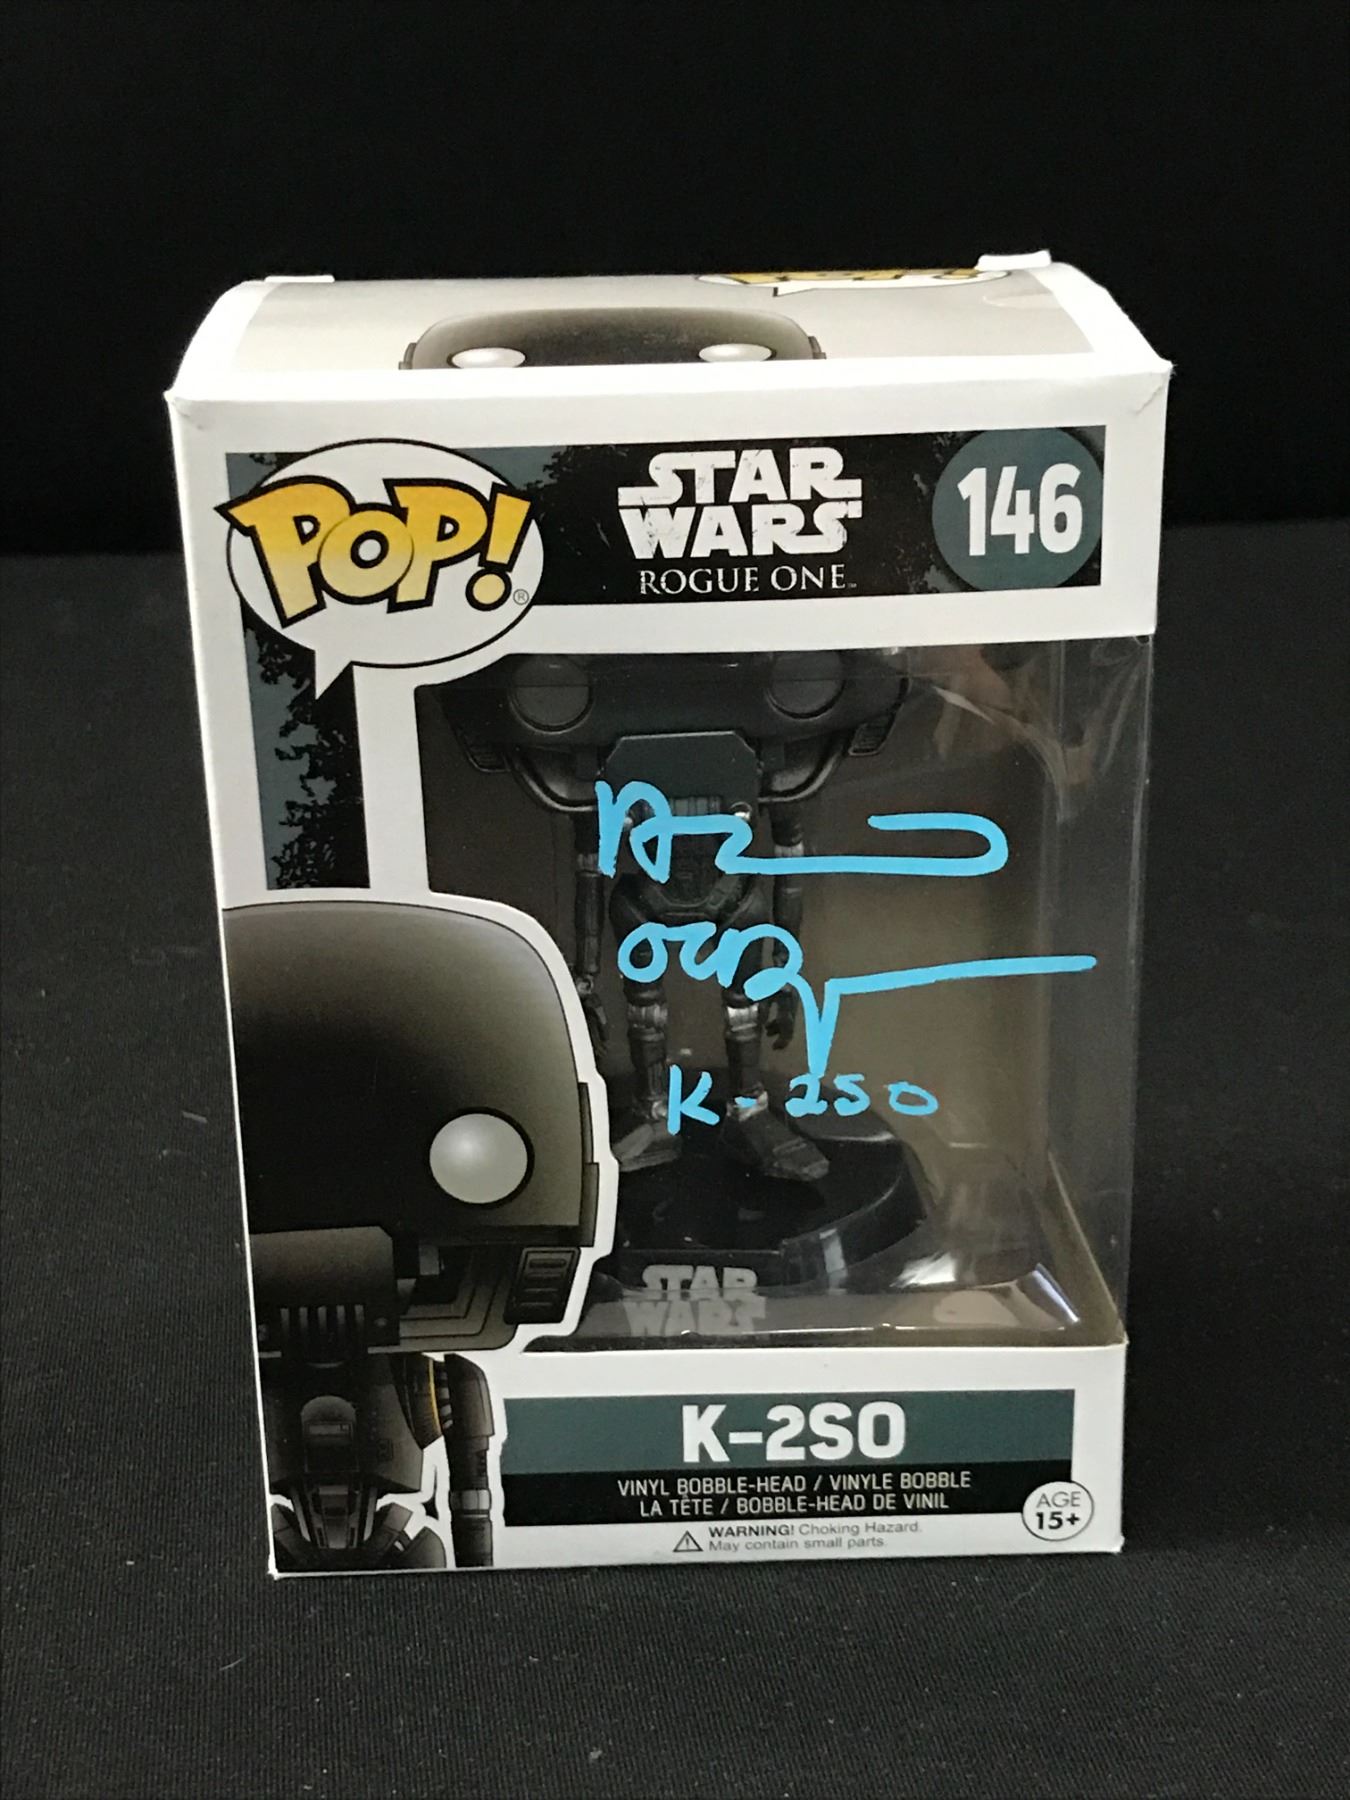 POP!®
STAR
WARS
ROGUE ONE™
146
K-2SO
STAR
WARS
K-2SO
VINYL BOBBLE-HEAD / VINYLE BOBBLE
LA TÊTE / BOBBLE-HEAD DE VINIL
WARNING! Choking Hazard.
May contain small parts.
AGE
15+